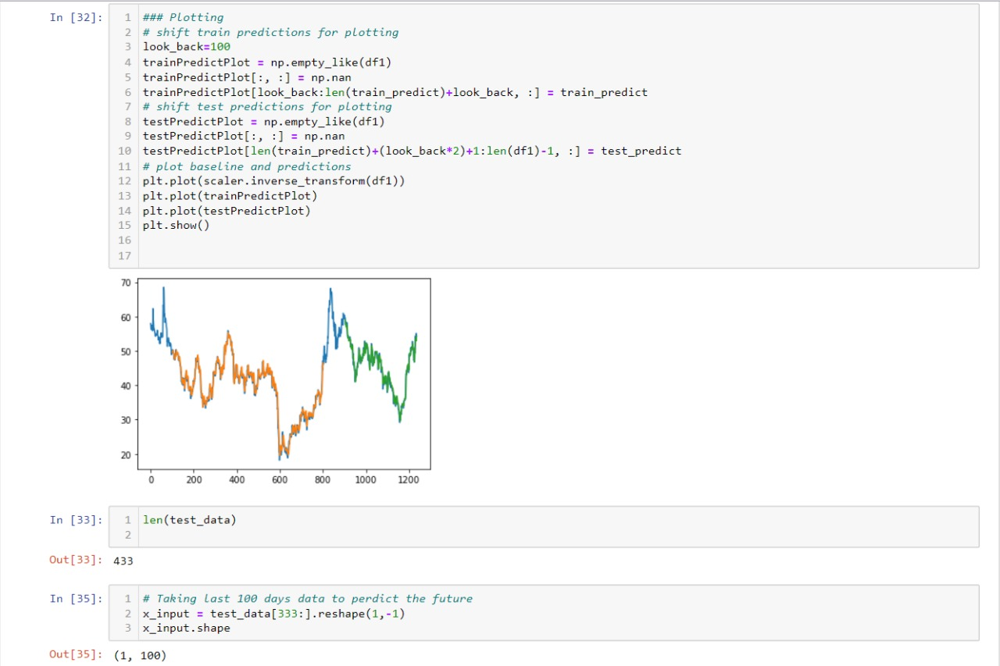 In [32]:
1 ### Plotting
2 # shift train predictions for plotting
3 look_back=100
4 trainPredictPlot = np.empty_like(df1)
5 trainPredictPlot[:, :] = np.nan
6 trainPredictPlot[look_back:len(train_predict)+look_back, :] = train_predict
7 # shift test predictions for plotting
8 testPredictPlot = np.empty_like(df1)
9 testPredictPlot[:, :] = np.nan
10 testPredictPlot[len(train_predict)+(look_back*2)+1:len(df1)-1, :] = test_predict
11 # plot baseline and predictions
12 plt.plot(scaler.inverse_transform(df1))
13 plt.plot(trainPredictPlot)
14 plt.plot(testPredictPlot)
15 plt.show()
16
17
70
60
50
40
30
20
0 200 400 600 800 1000 1200
In [33]:
1 len(test_data)
2
Out[33]: 433
In [35]:
1 # Taking last 100 days data to perdict the future
2 x_input = test_data[333:].reshape(1,-1)
3 x_input.shape
Out[35]: (1, 100)